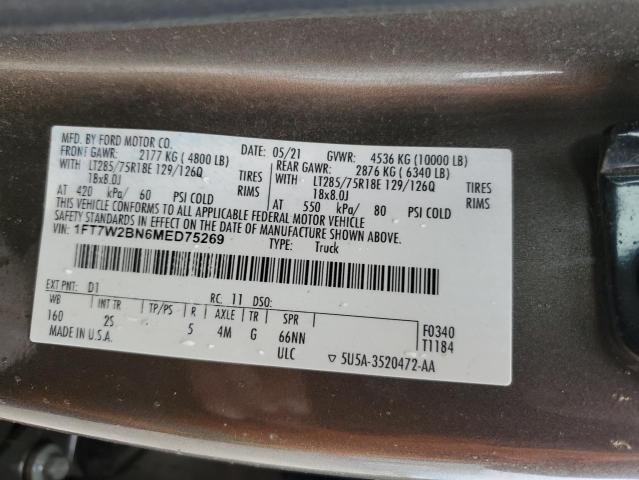 MFD. BY FORD MOTOR CO. DATE: 05/21 GVWR: 4536 KG (10000 LB)
FRONT GAWR: 2177 KG ( 4800 LB) REAR GAWR: 2876 KG ( 6340 LB)
WITH LT285/75R18E 129/126Q TIRES WITH LT285/75R18E 129/126Q TIRES
18x8.0J RIMS 18x8.0J RIMS
AT 420 kPa/ 60 PSI COLD AT 550 kPa/ 80 PSI COLD
THIS VEHICLE CONFORMS TO ALL APPLICABLE FEDERAL MOTOR VEHICLE
SAFETY STANDARDS IN EFFECT ON THE DATE OF MANUFACTURE SHOWN ABOVE.
VIN: 1FT7W2BN6MED75269 TYPE: Truck
EXT PNT: D1 RC: 11 DSO:
WB INT TR TP/PS R AXLE TR SPR
160 2S 5 4M G 66NN
F0340
T1184
MADE IN U.S.A. ULC ▽ 5U5A-3520472-AA